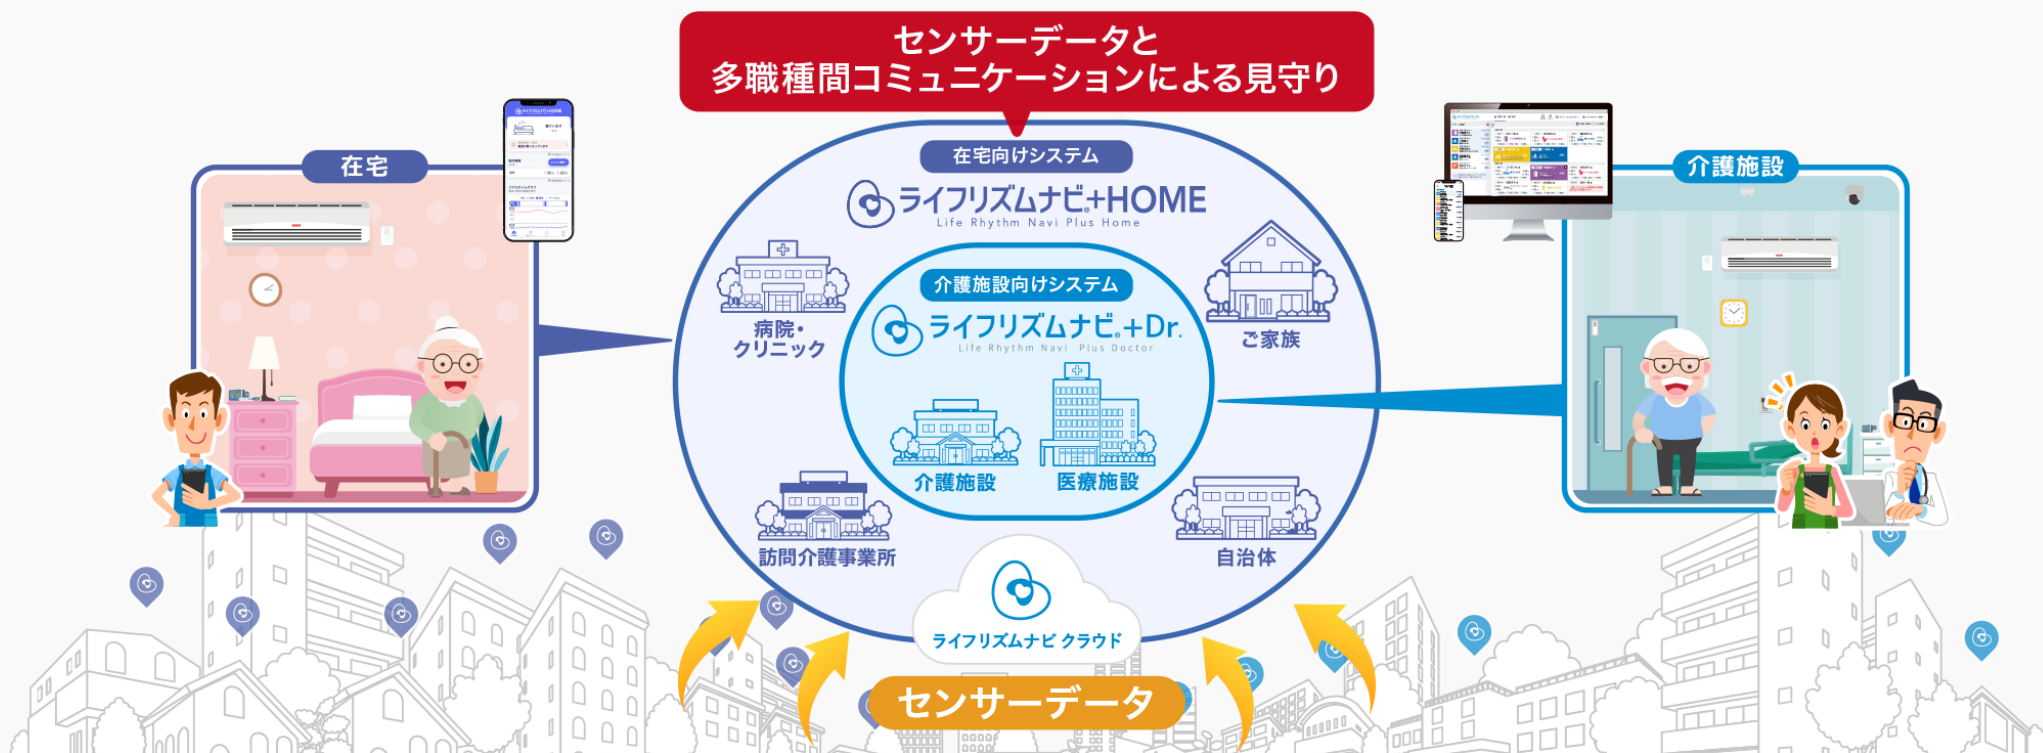 センサーデータと
多職種間コミュニケーションによる見守り
在宅
在宅向けシステム
ライフリズムナビ®+HOME
Life Rhythm Navi Plus Home
病院・
クリニック
ご家族
介護施設向けシステム
ライフリズムナビ®+Dr.
Life Rhythm Navi Plus Doctor
介護施設
医療施設
訪問介護事業所
自治体
ライフリズムナビ クラウド
センサーデータ
介護施設